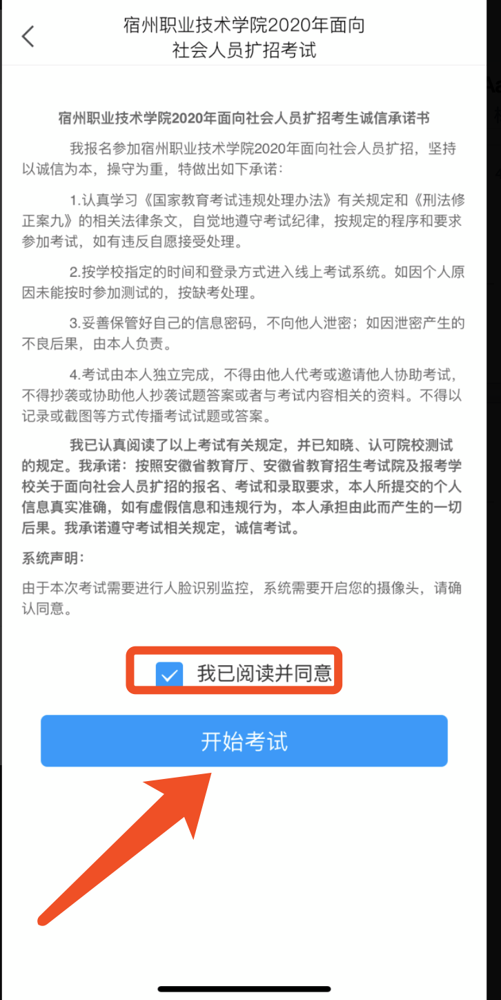 宿州职业技术学院2020年面向
社会人员扩招考试
宿州职业技术学院2020年面向社会人员扩招考生诚信承诺书
我报名参加宿州职业技术学院2020年面向社会人员扩招，坚持
以诚信为本，操守为重，特做出如下承诺：
1.认真学习《国家教育考试违规处理办法》有关规定和《刑法修
正案九》的相关法律条文，自觉地遵守考试纪律，按规定的程序和要求
参加考试，如有违反自愿接受处理。
2.按学校指定的时间和登录方式进入线上考试系统。如因个人原
因未能按时参加测试的，按缺考处理。
3.妥善保管好自己的信息密码，不向他人泄密；如因泄密产生的
不良后果，由本人负责。
4.考试由本人独立完成，不得由他人代考或邀请他人协助考试，
不得抄袭或协助他人抄袭试题答案或者与考试内容相关的资料。不得以
记录或截图等方式传播考试试题或答案。
我已认真阅读了以上考试有关规定，并已知晓、认可院校测试
的规定。我承诺：按照安徽省教育厅、安徽省教育招生考试院及报考学
校关于面向社会人员扩招的报名、考试和录取要求，本人所提交的个人
信息真实准确，如有虚假信息和违规行为，本人承担由此而产生的一切
后果。我承诺遵守考试相关规定，诚信考试。
系统声明：
由于本次考试需要进行人脸识别监控，系统需要开启您的摄像头，请确
认同意。
我已阅读并同意
开始考试